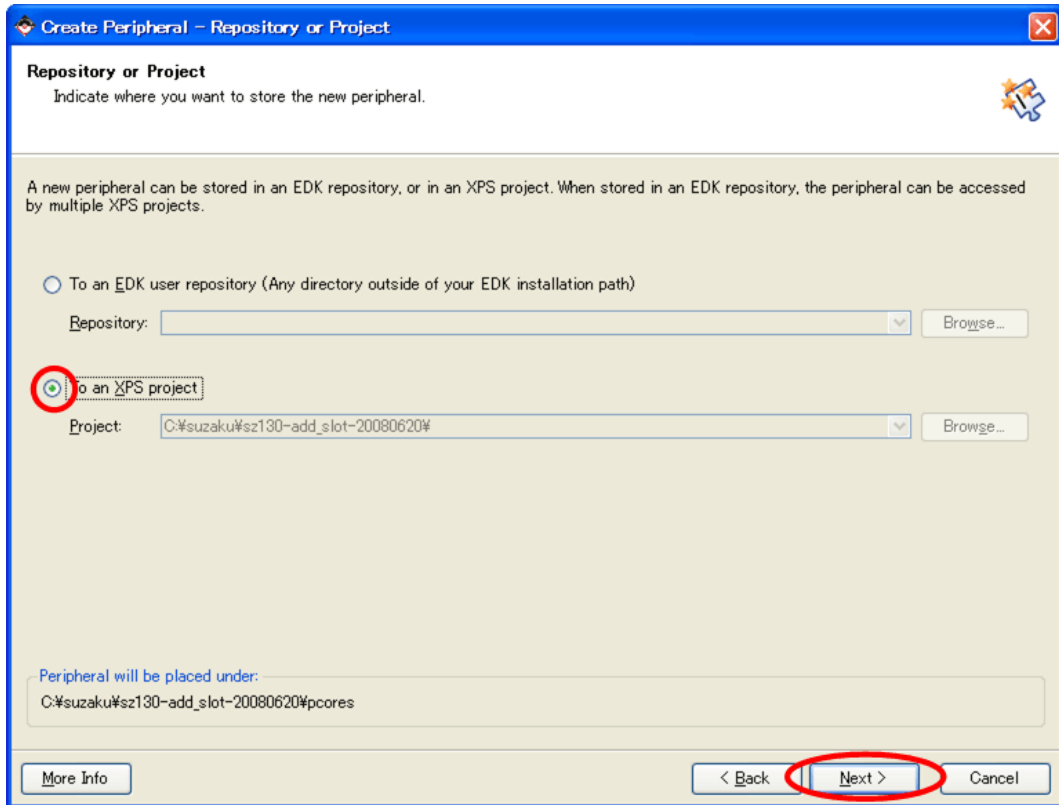 Create Peripheral - Repository or Project
Repository or Project
Indicate where you want to store the new peripheral.
A new peripheral can be stored in an EDK repository, or in an XPS project. When stored in an EDK repository, the peripheral can be accessed
by multiple XPS projects.
To an EDK user repository (Any directory outside of your EDK installation path)
Repository: Browse...
To an XPS project
Project: C:¥suzaku¥sz130-add_slot-20080620¥ Browse...
Peripheral will be placed under:
C:¥suzaku¥sz130-add_slot-20080620¥pcores
More Info < Back Next > Cancel